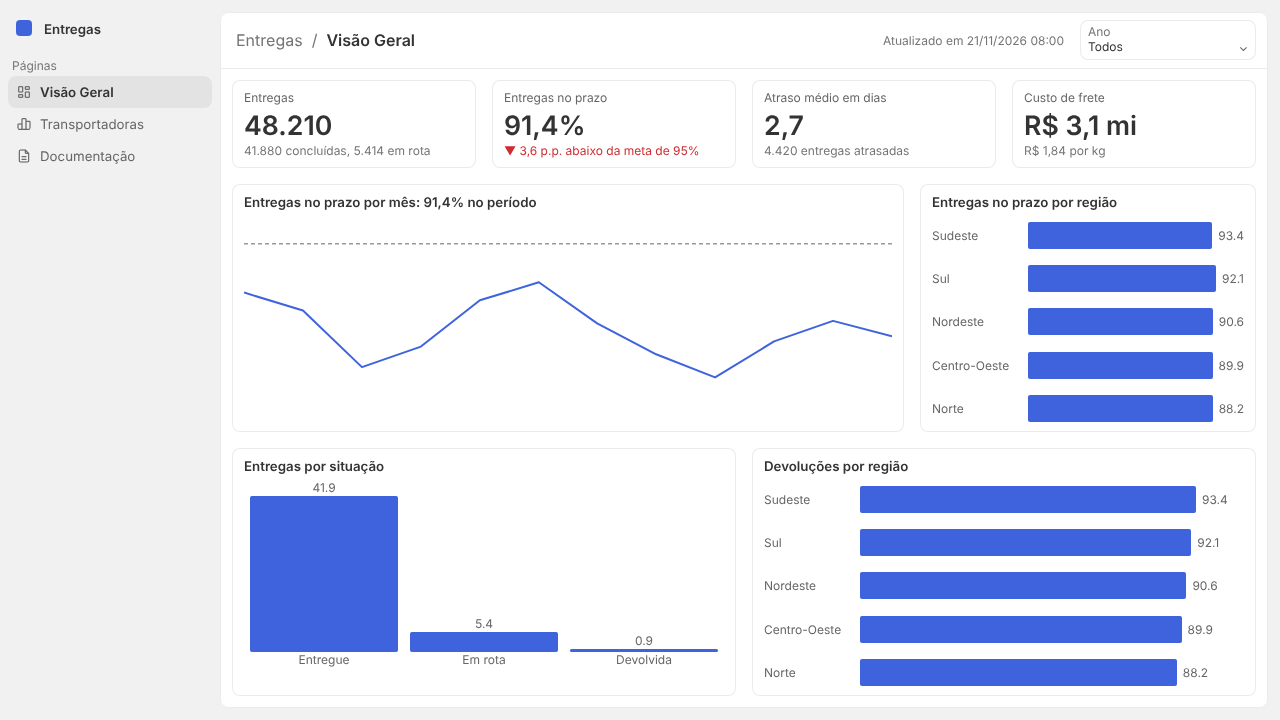 Entregas
Páginas
Visão Geral
Transportadoras
Documentação
Entregas / Visão Geral
Atualizado em 21/11/2026 08:00
Ano
Todos
Entregas
48.210
41.880 concluídas, 5.414 em rota
Entregas no prazo
91,4%
▼ 3,6 p.p. abaixo da meta de 95%
Atraso médio em dias
2,7
4.420 entregas atrasadas
Custo de frete
R$ 3,1 mi
R$ 1,84 por kg
Entregas no prazo por mês: 91,4% no período
Entregas no prazo por região
Sudeste 93.4
Sul 92.1
Nordeste 90.6
Centro-Oeste 89.9
Norte 88.2
Entregas por situação
41.9
5.4
0.9
Entregue
Em rota
Devolvida
Devoluções por região
Sudeste 93.4
Sul 92.1
Nordeste 90.6
Centro-Oeste 89.9
Norte 88.2